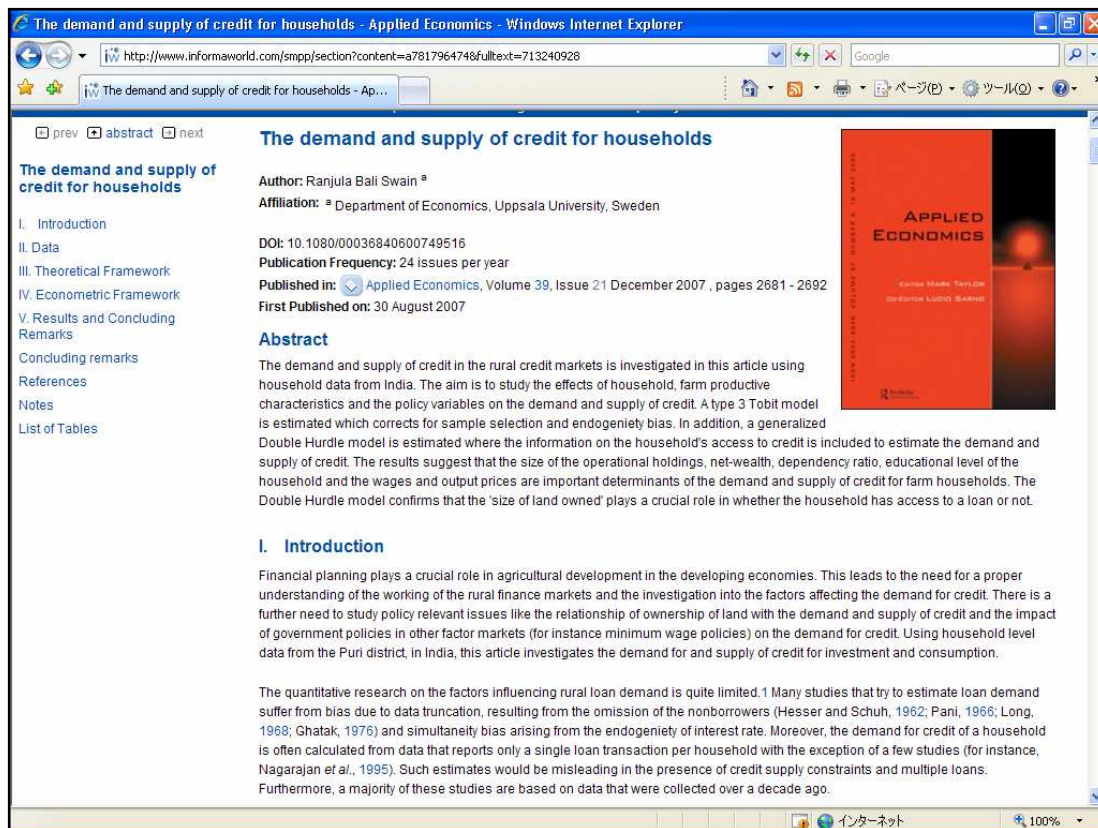 The demand and supply of credit for households - Applied Economics - Windows Internet Explorer
http://www.informaworld.com/smpp/section?content=a781796474&fulltext=713240928
Google
The demand and supply of credit for households - Ap...
ページ(P)
ツール(O)
prev abstract next
The demand and supply of
credit for households
I. Introduction
II. Data
III. Theoretical Framework
IV. Econometric Framework
V. Results and Concluding
Remarks
Concluding remarks
References
Notes
List of Tables
The demand and supply of credit for households
Author: Ranjula Bali Swain a
Affiliation: a Department of Economics, Uppsala University, Sweden
DOI: 10.1080/00036840600749516
Publication Frequency: 24 issues per year
Published in: Applied Economics, Volume 39, Issue 21 December 2007 , pages 2681 - 2692
First Published on: 30 August 2007
APPLIED
ECONOMICS
EDITOR MARK TAYLOR
CO-EDITOR LUCIO SARNO
Routledge
Abstract
The demand and supply of credit in the rural credit markets is investigated in this article using
household data from India. The aim is to study the effects of household, farm productive
characteristics and the policy variables on the demand and supply of credit. A type 3 Tobit model
is estimated which corrects for sample selection and endogeniety bias. In addition, a generalized
Double Hurdle model is estimated where the information on the household's access to credit is included to estimate the demand and
supply of credit. The results suggest that the size of the operational holdings, net-wealth, dependency ratio, educational level of the
household and the wages and output prices are important determinants of the demand and supply of credit for farm households. The
Double Hurdle model confirms that the 'size of land owned' plays a crucial role in whether the household has access to a loan or not.
I. Introduction
Financial planning plays a crucial role in agricultural development in the developing economies. This leads to the need for a proper
understanding of the working of the rural finance markets and the investigation into the factors affecting the demand for credit. There is a
further need to study policy relevant issues like the relationship of ownership of land with the demand and supply of credit and the impact
of government policies in other factor markets (for instance minimum wage policies) on the demand for credit. Using household level
data from the Puri district, in India, this article investigates the demand for and supply of credit for investment and consumption.
The quantitative research on the factors influencing rural loan demand is quite limited.1 Many studies that try to estimate loan demand
suffer from bias due to data truncation, resulting from the omission of the nonborrowers (Hesser and Schuh, 1962; Pani, 1966; Long,
1968; Ghatak, 1976) and simultaneity bias arising from the endogeniety of interest rate. Moreover, the demand for credit of a household
is often calculated from data that reports only a single loan transaction per household with the exception of a few studies (for instance,
Nagarajan et al., 1995). Such estimates would be misleading in the presence of credit supply constraints and multiple loans.
Furthermore, a majority of these studies are based on data that were collected over a decade ago.
インターネット
100%